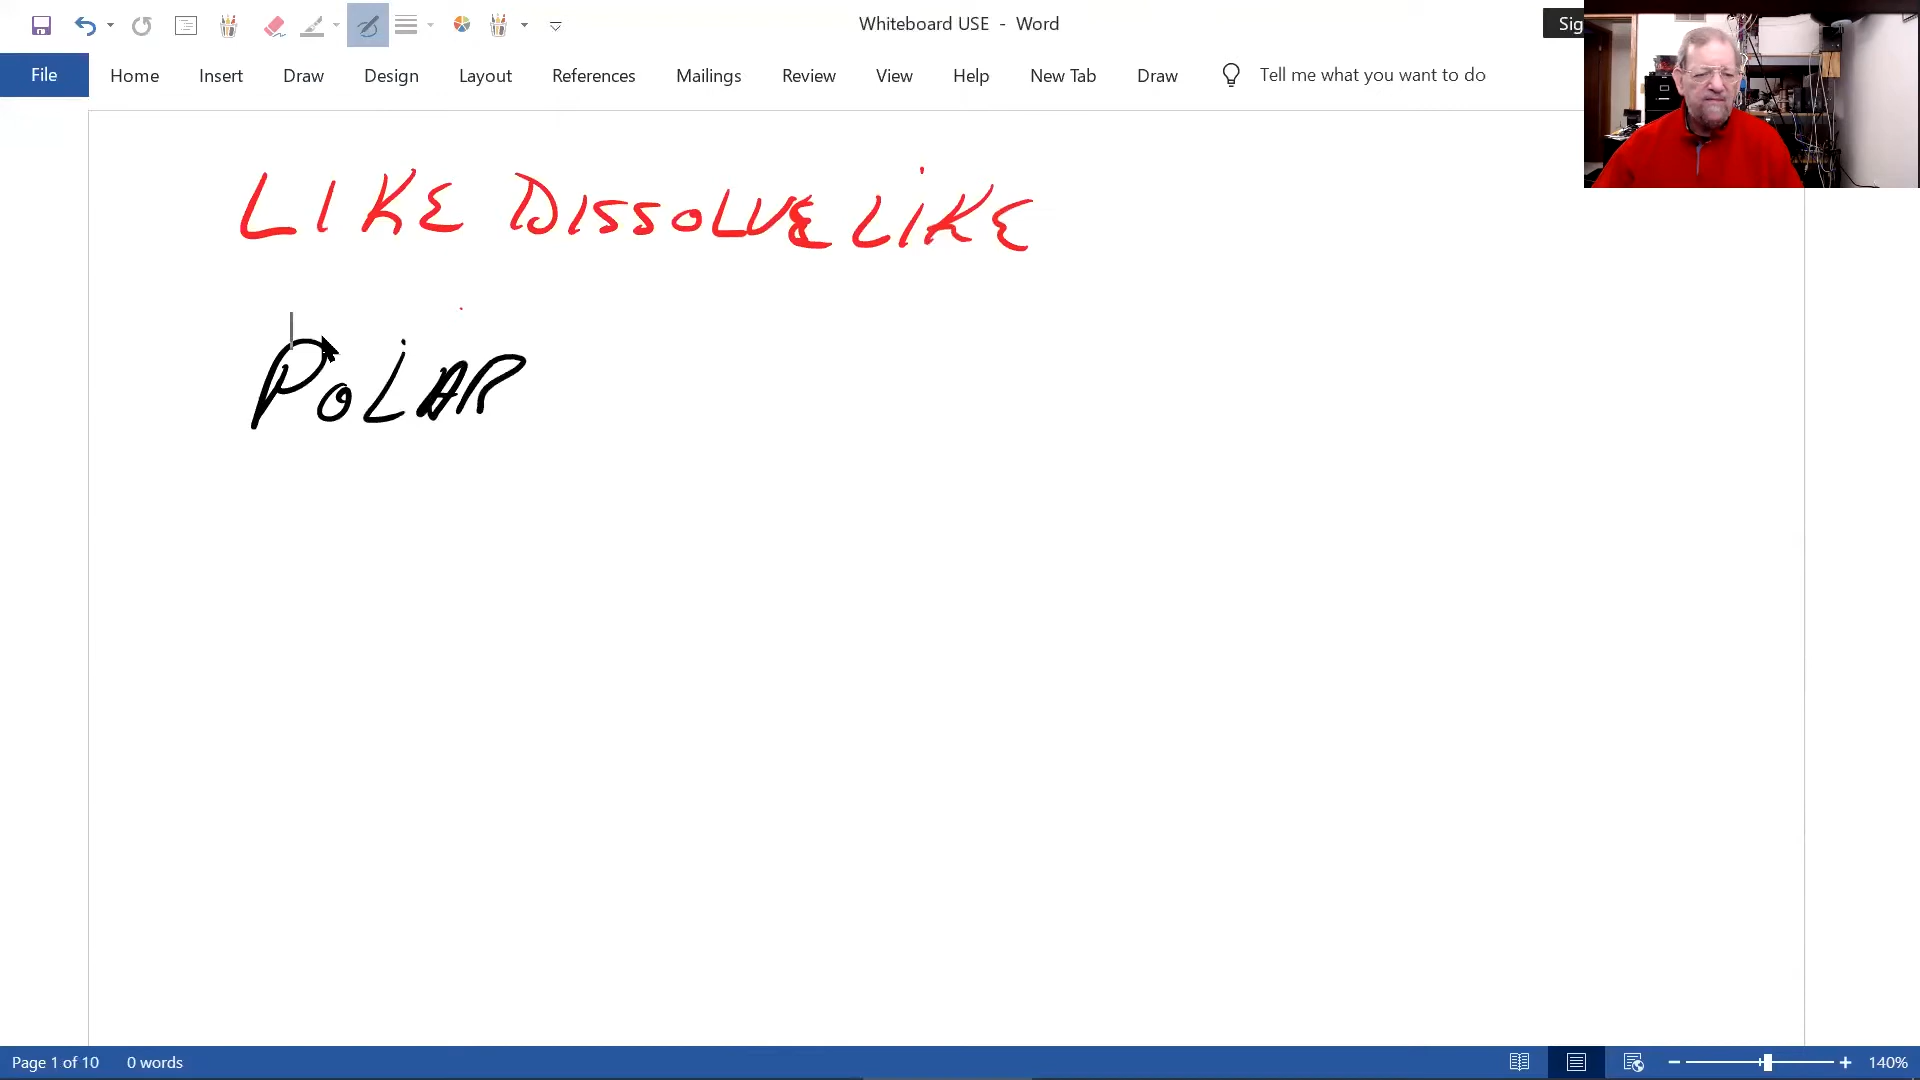 Whiteboard USE - Word
Sig
File Home Insert Draw Design Layout References Mailings Review View Help New Tab Draw Tell me what you want to do
LIKE DISSOLVE LIKE
POLAR
Page 1 of 10 0 words 140%